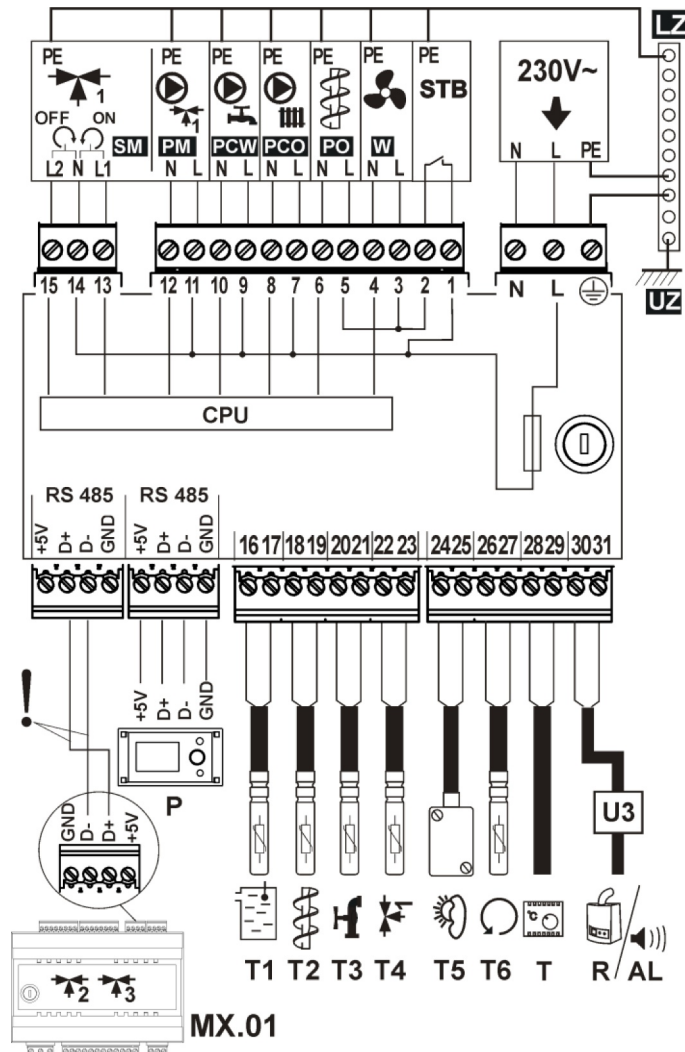 LZ
PE PE PE PE PE PE PE
230V~
1
STB
OFF ON
1
SM PM PCW PCO PO W
L2 N L1 N L N L N L N L N L
N L PE
15 14 13 12 11 10 9 8 7 6 5 4 3 2 1
N L
UZ
CPU
RS 485 RS 485
+5V D+ D- GND +5V D+ D- GND
16 17 18 19 20 21 22 23 24 25 26 27 28 29 30 31
!
+5V D+ D- GND
P
U3
GND D- D+ +5V
°C
1
T1 T2 T3 T4 T5 T6 T R / AL
2 3
MX.01